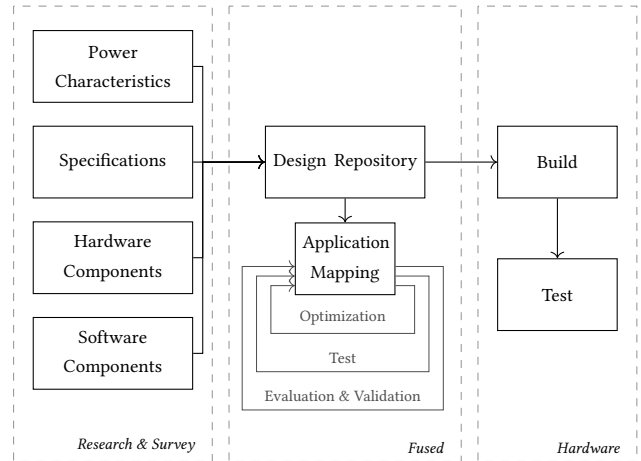 Power
Characteristics
Specifications
Hardware
Components
Software
Components
Research & Survey
Design Repository
Application
Mapping
Optimization
Test
Evaluation & Validation
Fused
Build
Test
Hardware